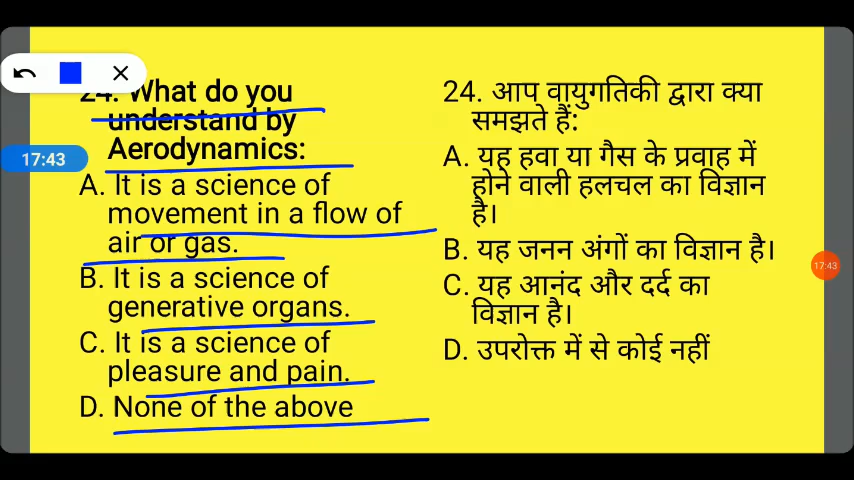 24. What do you
understand by
Aerodynamics:
A. It is a science of
movement in a flow of
air or gas.
B. It is a science of
generative organs.
C. It is a science of
pleasure and pain.
D. None of the above
24. आप वायुगतिकी द्वारा क्या
समझते हैं:
A. यह हवा या गैस के प्रवाह में
होने वाली हलचल का विज्ञान
है।
B. यह जनन अंगों का विज्ञान है।
C. यह आनंद और दर्द का
विज्ञान है।
D. उपरोक्त में से कोई नहीं
17:43
17:43